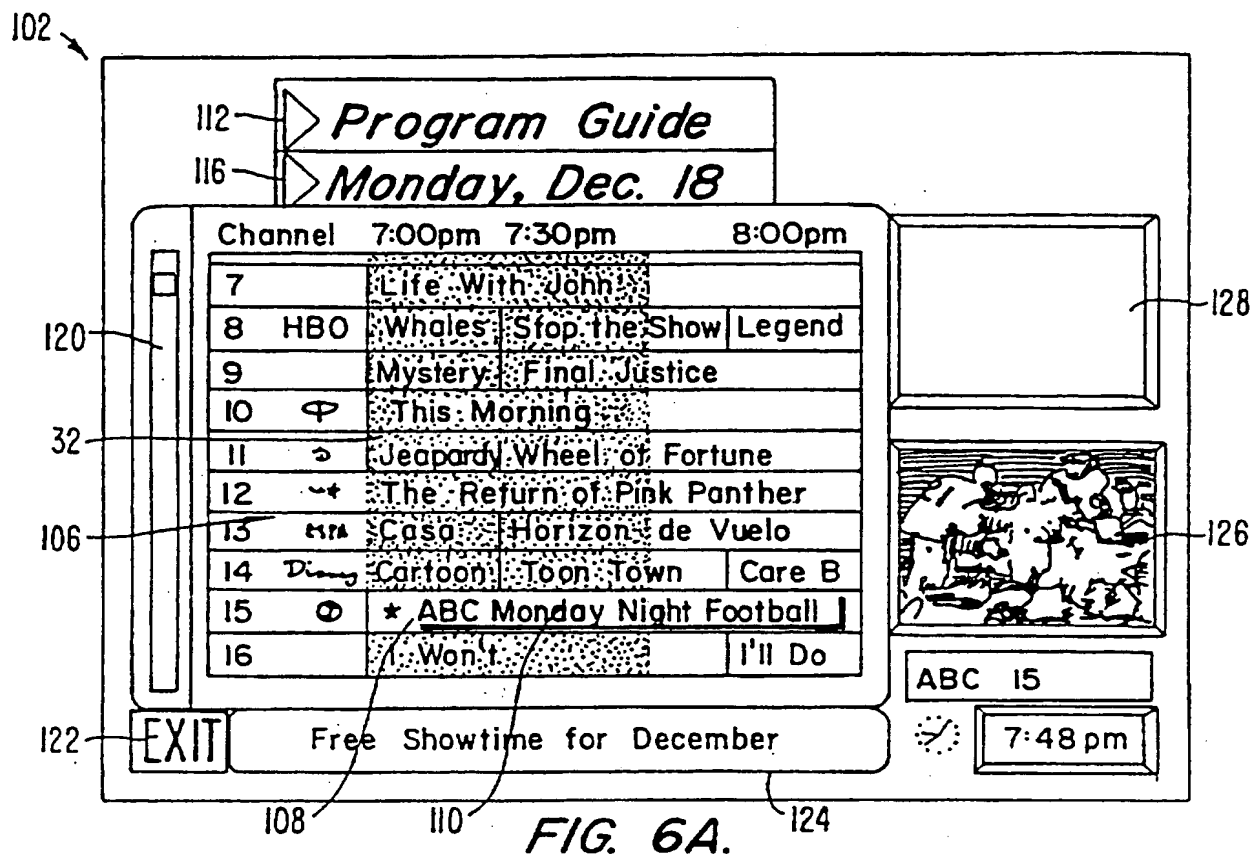 102
112 Program Guide
116 Monday, Dec. 18
Channel 7:00pm 7:30pm 8:00pm
7 Life With John
8 HBO Whales Stop the Show Legend
128
120
9 Mystery Final Justice
10 This Morning
32
11 Jeopardy Wheel of Fortune
12 The Return of Pink Panther
106
13 Casa Horizon de Vuelo
126
14 Disney Cartoon Toon Town Care B
15 * ABC Monday Night Football
16 I Won't I'll Do
ABC 15
122 EXIT Free Showtime for December 7:48pm
108 110 124
FIG. 6A.